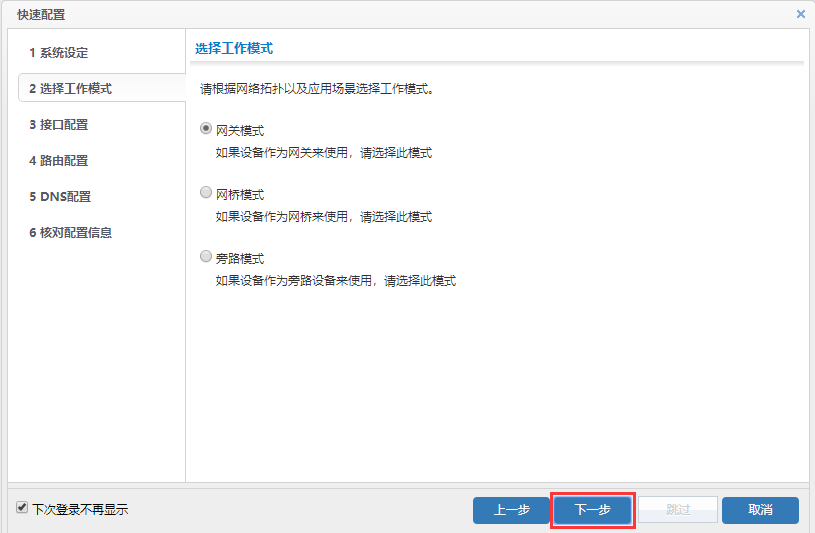 快速配置
×
1 系统设定
2 选择工作模式
3 接口配置
4 路由配置
5 DNS配置
6 核对配置信息
选择工作模式
请根据网络拓扑以及应用场景选择工作模式。
网关模式
如果设备作为网关来使用，请选择此模式
网桥模式
如果设备作为网桥来使用，请选择此模式
旁路模式
如果设备作为旁路设备来使用，请选择此模式
下次登录不再显示
上一步
下一步
跳过
取消